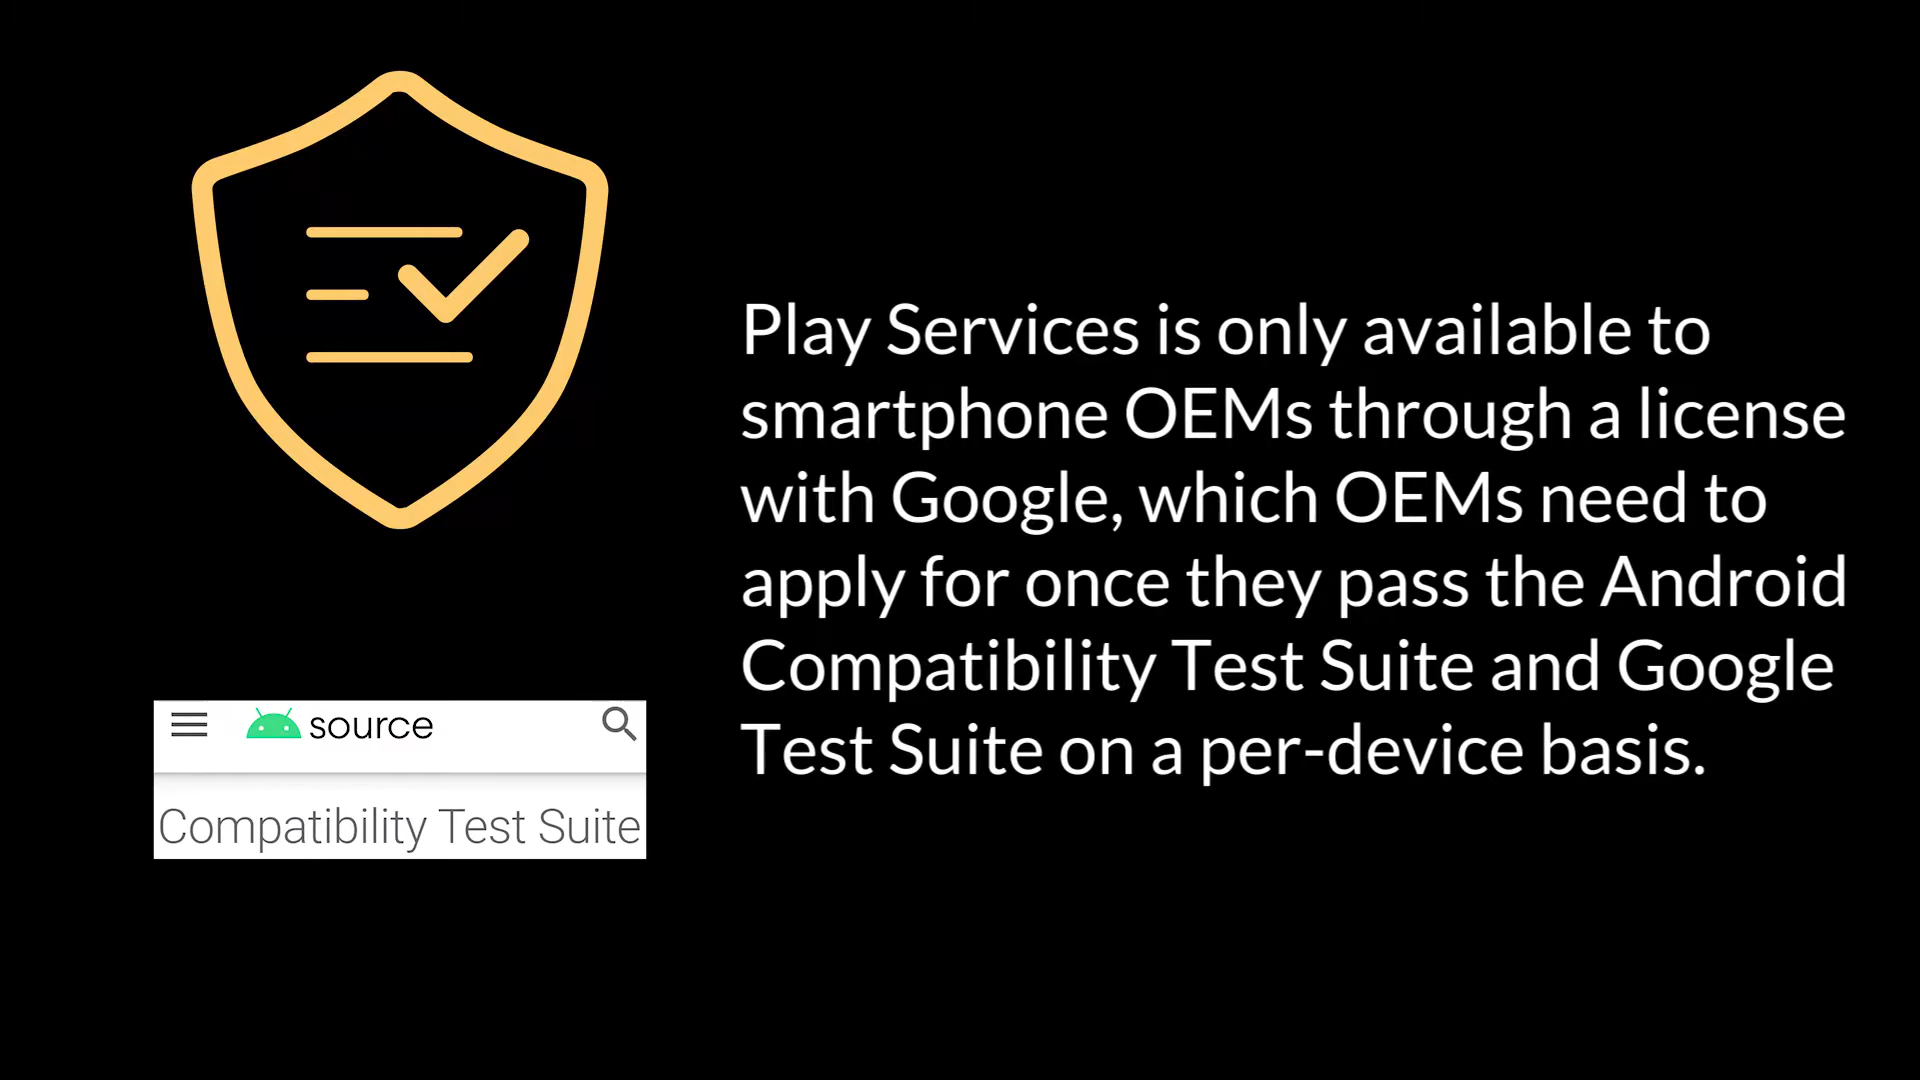 Play Services is only available to
smartphone OEMs through a license
with Google, which OEMs need to
apply for once they pass the Android
Compatibility Test Suite and Google
Test Suite on a per-device basis.
source
Compatibility Test Suite